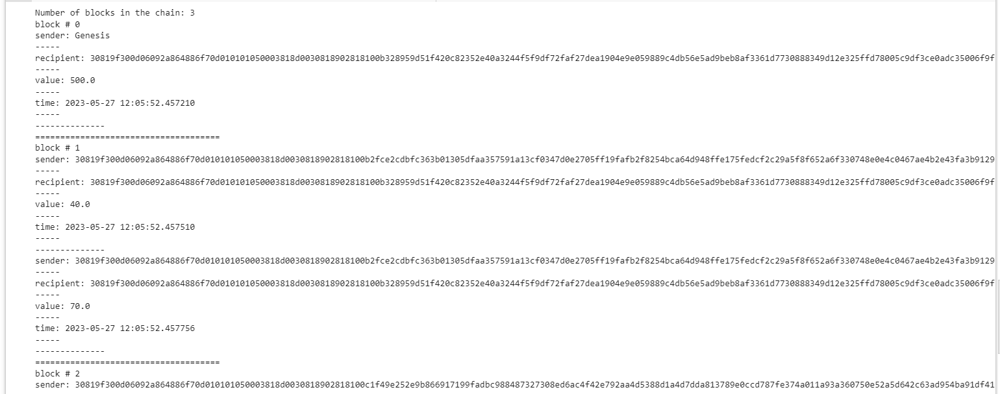 Number of blocks in the chain: 3
block # 0
sender: Genesis
-----
recipient: 30819f300d06092a864886f70d010101050003818d0030818902818100b328959d51f420c82352e40a3244f5f9df72faf27dea1904e9e059889c4db56e5ad9beb8af3361d7730888349d12e325ffd78005c9df3ce0adc35006f9f
-----
value: 500.0
-----
time: 2023-05-27 12:05:52.457210
-----
--------------
=====================================
block # 1
sender: 30819f300d06092a864886f70d010101050003818d0030818902818100b2fce2cdbfc363b01305dfaa357591a13cf0347d0e2705ff19fafb2f8254bca64d948ffe175fedcf2c29a5f8f652a6f330748e0e4c0467ae4b2e43fa3b9129
-----
recipient: 30819f300d06092a864886f70d010101050003818d0030818902818100b328959d51f420c82352e40a3244f5f9df72faf27dea1904e9e059889c4db56e5ad9beb8af3361d7730888349d12e325ffd78005c9df3ce0adc35006f9f
-----
value: 40.0
-----
time: 2023-05-27 12:05:52.457510
-----
--------------
sender: 30819f300d06092a864886f70d010101050003818d0030818902818100b2fce2cdbfc363b01305dfaa357591a13cf0347d0e2705ff19fafb2f8254bca64d948ffe175fedcf2c29a5f8f652a6f330748e0e4c0467ae4b2e43fa3b9129
-----
recipient: 30819f300d06092a864886f70d010101050003818d0030818902818100b328959d51f420c82352e40a3244f5f9df72faf27dea1904e9e059889c4db56e5ad9beb8af3361d7730888349d12e325ffd78005c9df3ce0adc35006f9f
-----
value: 70.0
-----
time: 2023-05-27 12:05:52.457756
-----
--------------
=====================================
block # 2
sender: 30819f300d06092a864886f70d010101050003818d0030818902818100c1f49e252e9b866917199fadbc988487327308ed6ac4f42e792aa4d5388d1a4d7dda813789e0ccd787fe374a011a93a360750e52a5d642c63ad954ba91df41